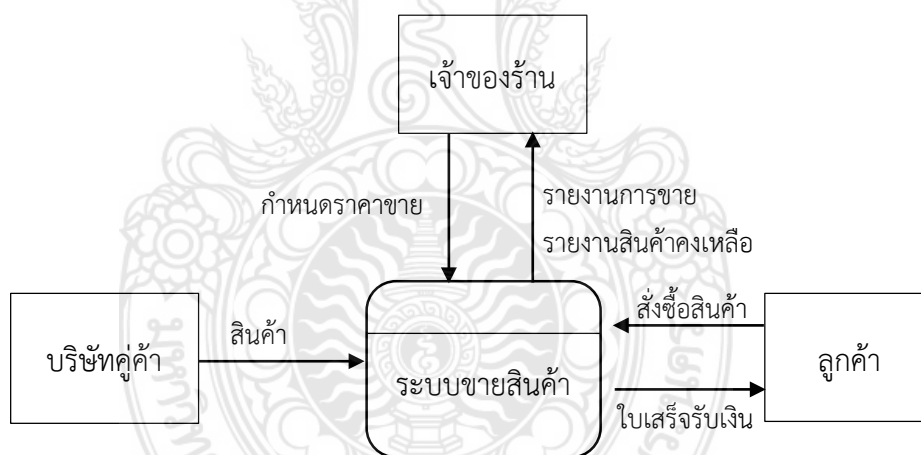 เจ้าของร้าน
กำหนดราคาขาย
รายงานการขาย
รายงานสินค้าคงเหลือ
บริษัทคู่ค้า
สินค้า
ระบบขายสินค้า
สั่งซื้อสินค้า
ใบเสร็จรับเงิน
ลูกค้า